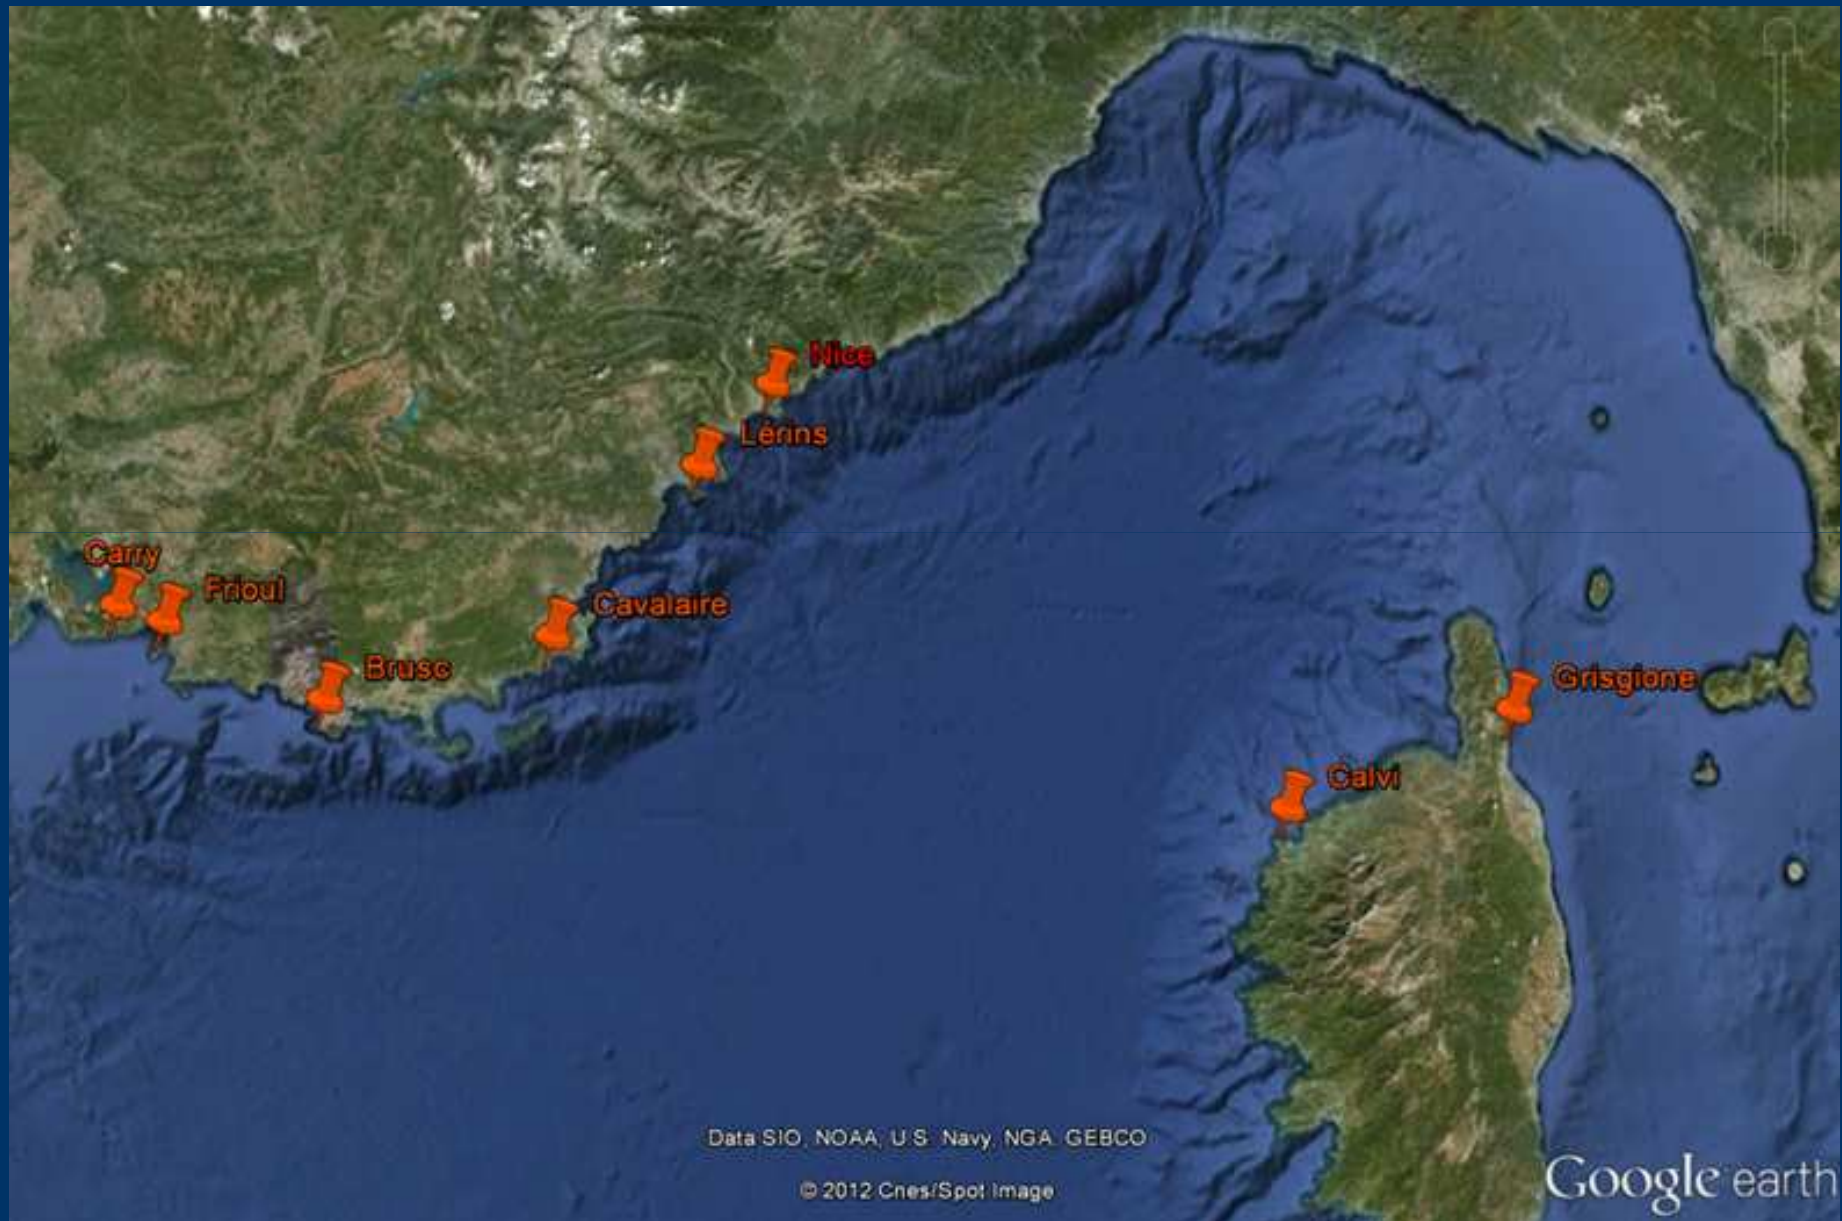 Nice
Lérins
Carry
Frioul
Cavalaire
Brusc
Grisgione
Calvi
Data SIO, NOAA, U.S. Navy, NGA, GEBCO
© 2012 Cnes/Spot Image
Google earth